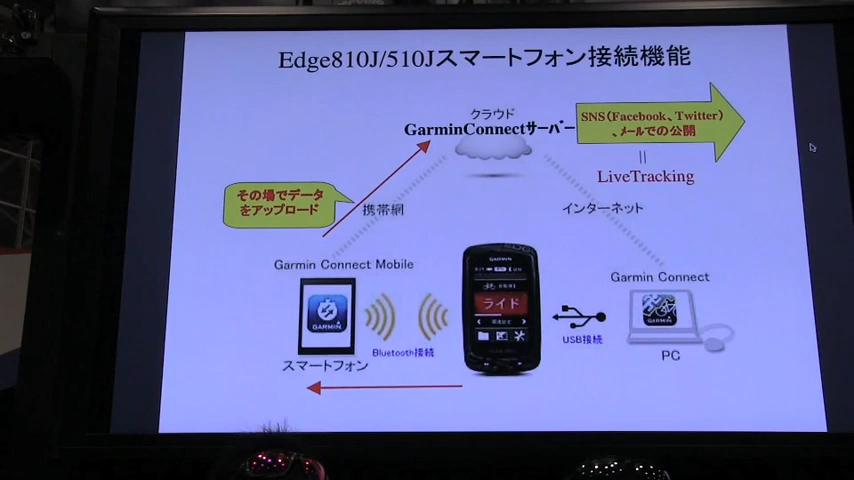 Edge810J/510Jスマートフォン接続機能
クラウド
GarminConnectサーバー
SNS(Facebook、Twitter)
、メールでの公開
||
LiveTracking
その場でデータ
をアップロード
携帯網
インターネット
Garmin Connect Mobile
Garmin Connect
GARMIN
GARMIN
ライド
GARMIN
スマートフォン
Bluetooth接続
USB接続
PC